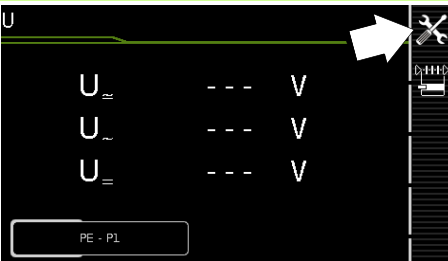 U
U≃ --- V
U~ --- V
U= --- V
PE - P1